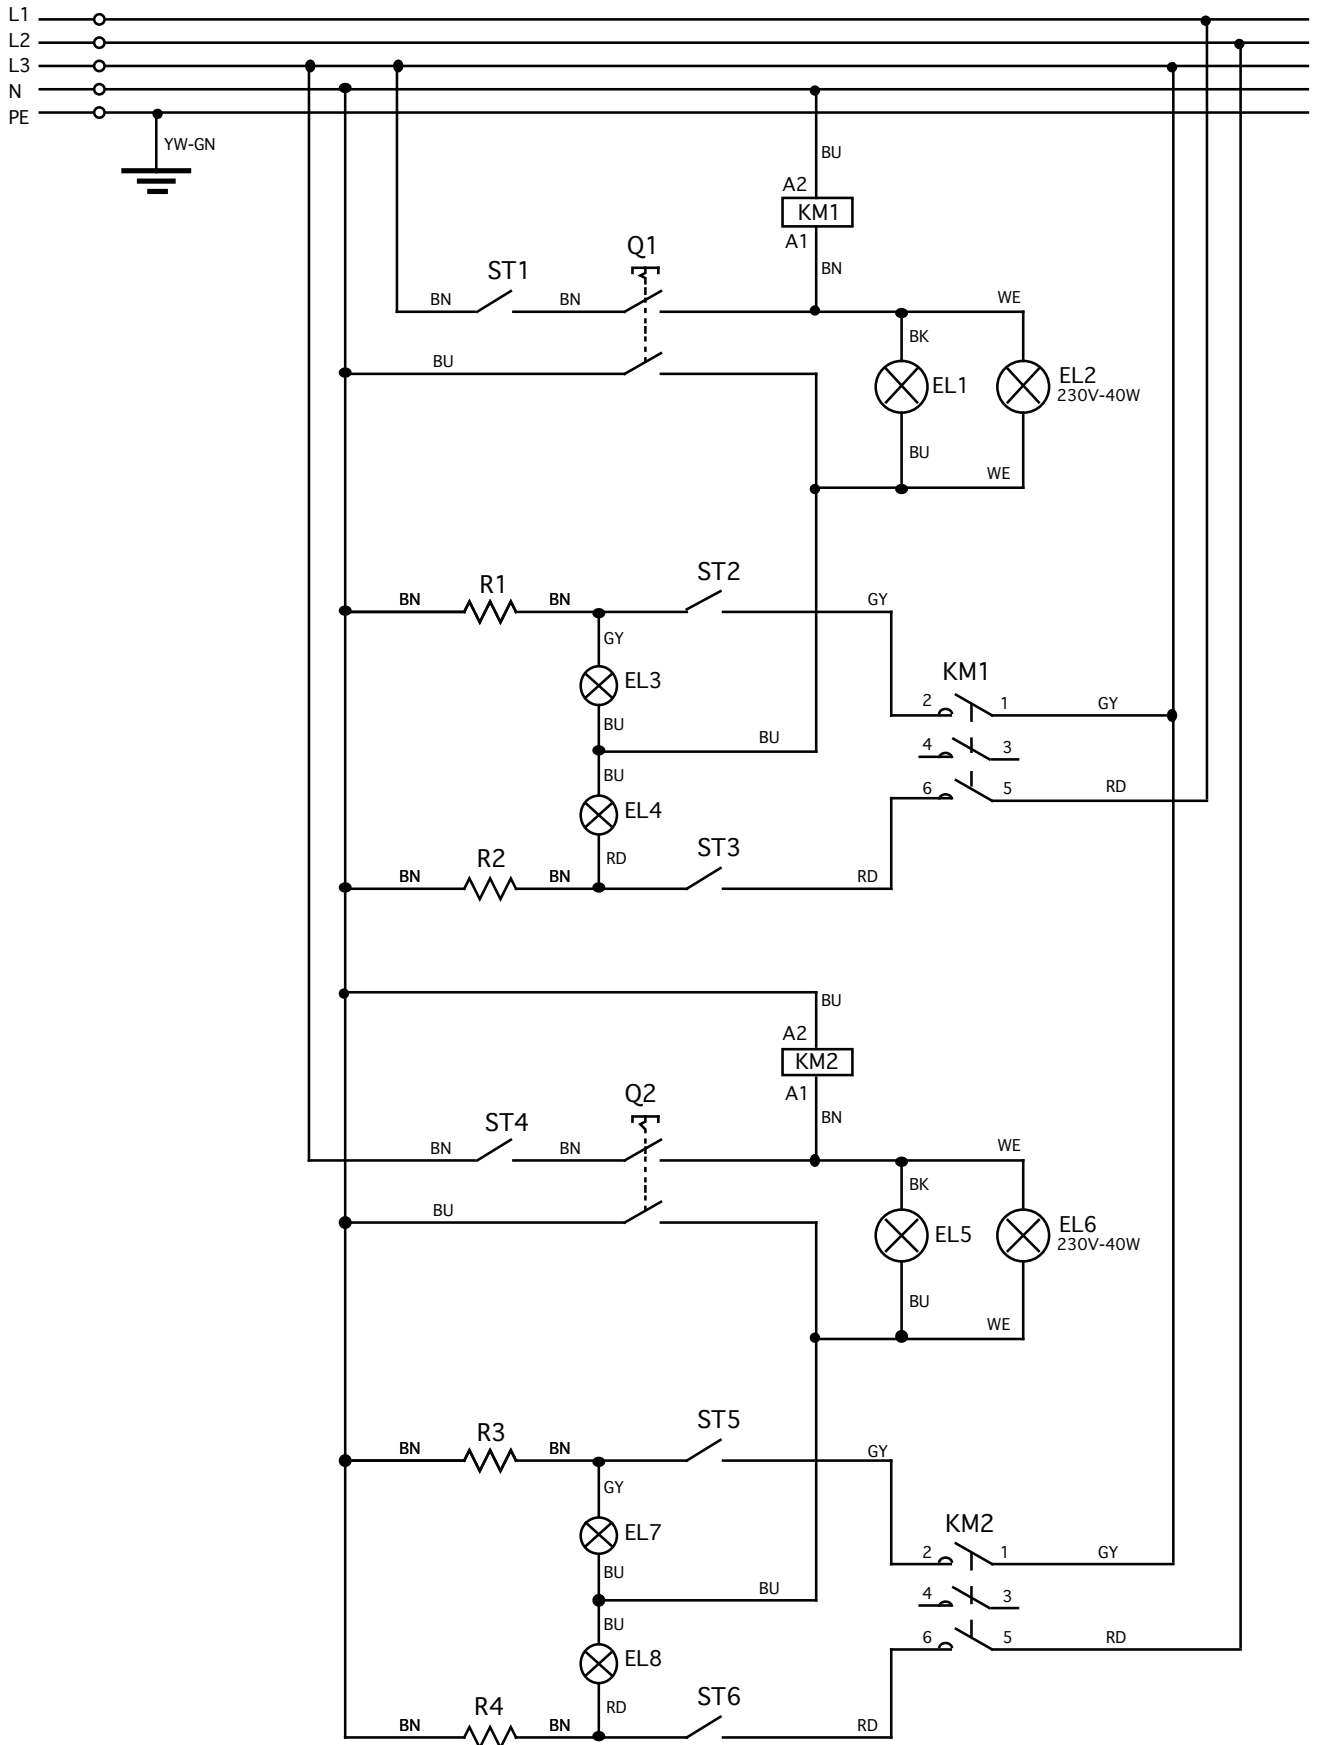 L1
L2
L3
N
PE
YW-GN
BU
A2
KM1
A1
BN
Q1
ST1
BN
BN
WE
BK
BU
EL1
EL2
230V-40W
BU
WE
ST2
R1
BN
BN
GY
GY
EL3
KM1
2
1
GY
BU
BU
4
3
BU
6
5
RD
EL4
ST3
R2
RD
BN
BN
RD
BU
A2
KM2
A1
BN
Q2
ST4
BN
BN
WE
BK
BU
EL5
EL6
230V-40W
BU
WE
ST5
R3
BN
BN
GY
GY
EL7
KM2
2
1
GY
BU
BU
4
3
BU
6
5
RD
EL8
ST6
R4
RD
BN
BN
RD